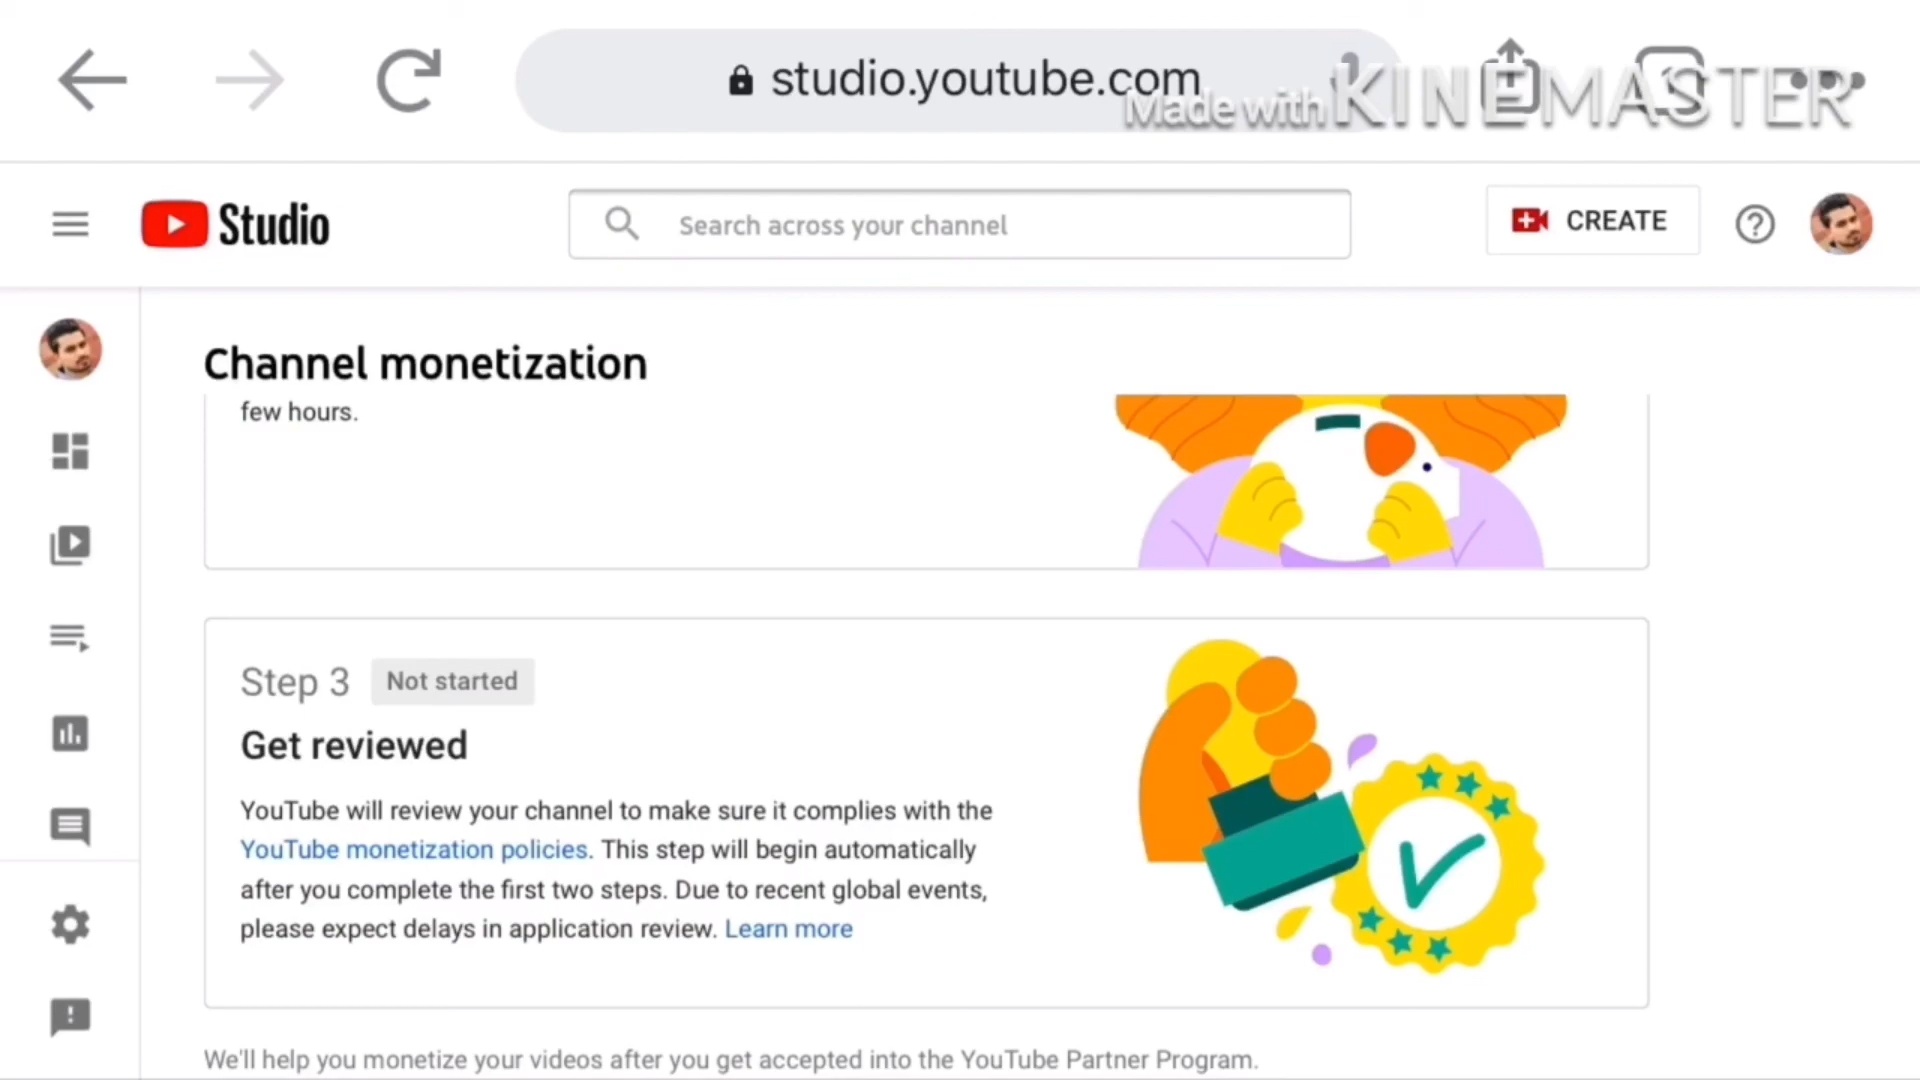 studio.youtube.com
Made with KINEMASTER
Studio
Search across your channel
CREATE
Channel monetization
few hours.
Step 3
Not started
Get reviewed
YouTube will review your channel to make sure it complies with the
YouTube monetization policies. This step will begin automatically
after you complete the first two steps. Due to recent global events,
please expect delays in application review. Learn more
We'll help you monetize your videos after you get accepted into the YouTube Partner Program.